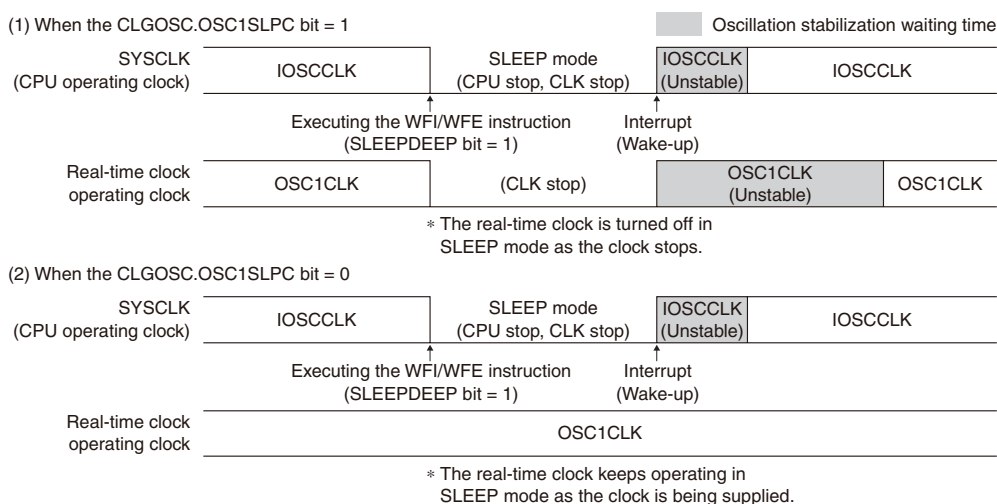 (1) When the CLGOSC.OSC1SLPC bit = 1
Oscillation stabilization waiting time
SYSCLK
(CPU operating clock)
IOSCCLK
SLEEP mode
(CPU stop, CLK stop)
IOSCCLK
(Unstable)
IOSCCLK
Executing the WFI/WFE instruction
(SLEEPDEEP bit = 1)
Interrupt
(Wake-up)
Real-time clock
operating clock
OSC1CLK
(CLK stop)
OSC1CLK
(Unstable)
OSC1CLK
* The real-time clock is turned off in
SLEEP mode as the clock stops.
(2) When the CLGOSC.OSC1SLPC bit = 0
SYSCLK
(CPU operating clock)
IOSCCLK
SLEEP mode
(CPU stop, CLK stop)
IOSCCLK
(Unstable)
IOSCCLK
Executing the WFI/WFE instruction
(SLEEPDEEP bit = 1)
Interrupt
(Wake-up)
Real-time clock
operating clock
OSC1CLK
* The real-time clock keeps operating in
SLEEP mode as the clock is being supplied.